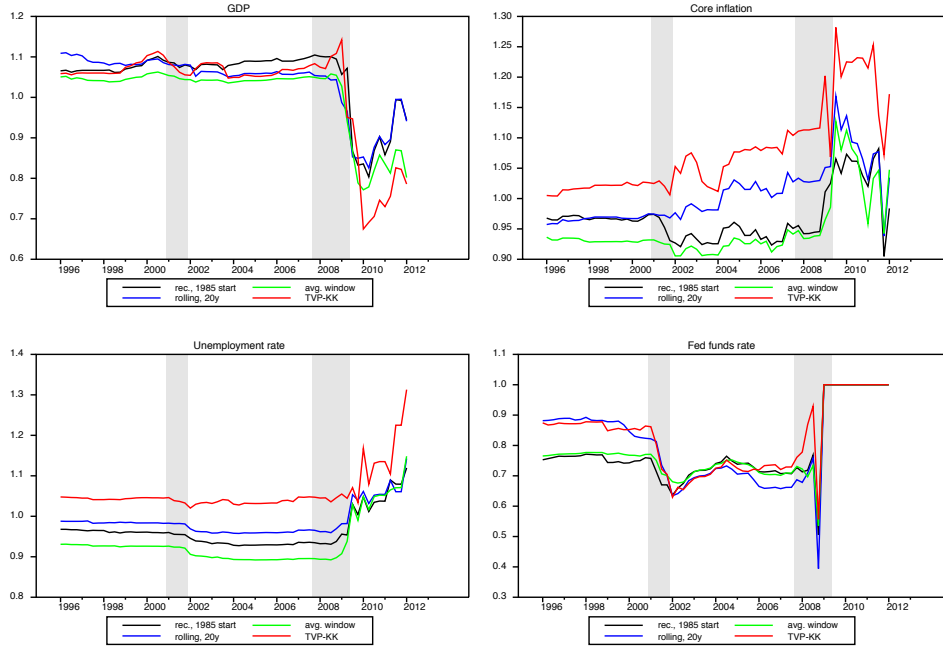 GDP
1.2
1.1
1.0
0.9
0.8
0.7
0.6
1996 1998 2000 2002 2004 2006 2008 2010 2012
rec., 1985 start avg. window
rolling, 20y TVP-KK
Core inflation
1.30
1.25
1.20
1.15
1.10
1.05
1.00
0.95
0.90
1996 1998 2000 2002 2004 2006 2008 2010 2012
rec., 1985 start avg. window
rolling, 20y TVP-KK
Unemployment rate
1.4
1.3
1.2
1.1
1.0
0.9
0.8
1996 1998 2000 2002 2004 2006 2008 2010 2012
rec., 1985 start avg. window
rolling, 20y TVP-KK
Fed funds rate
1.1
1.0
0.9
0.8
0.7
0.6
0.5
0.4
0.3
1996 1998 2000 2002 2004 2006 2008 2010 2012
rec., 1985 start avg. window
rolling, 20y TVP-KK